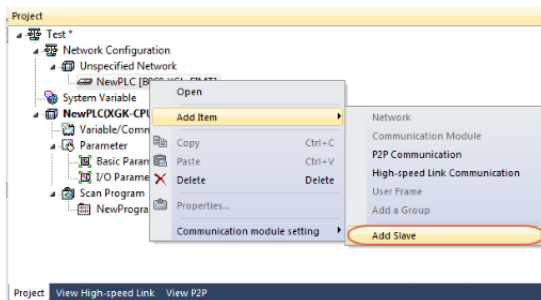 Project
Test *
Network Configuration
Unspecified Network
NewPLC
System Variable
NewPLC(XGK-CPU
Variable/Comm
Parameter
Basic Param
I/O Parame
Scan Program
NewProgra
Open
Add Item
Copy Ctrl+C
Paste Ctrl+V
Delete Delete
Properties...
Communication module setting
Network
Communication Module
P2P Communication
High-speed Link Communication
User Frame
Add a Group
Add Slave
Project View High-speed Link View P2P